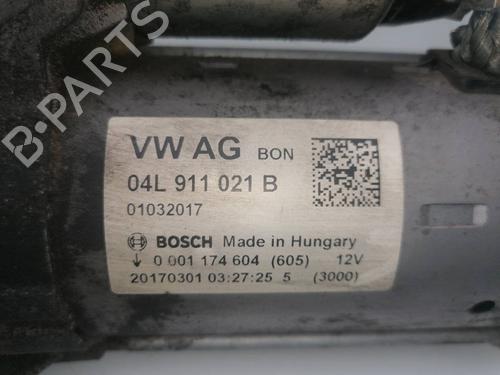 B-PARTS
VW AG BON
04L 911 021 B
01032017
BOSCH Made in Hungary
0 001 174 604 (605) 12V
20170301 03:27:25 5 (3000)